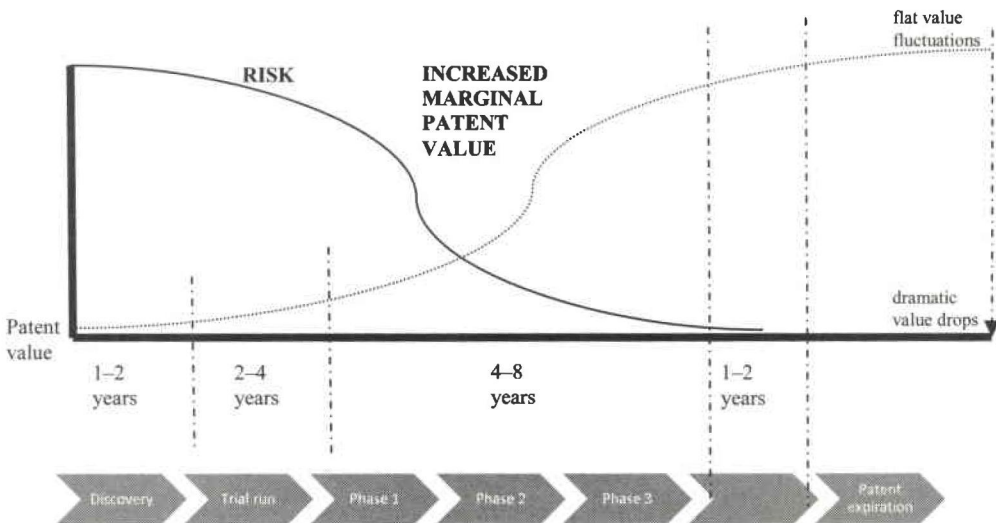 flat value
fluctuations
RISK
INCREASED
MARGINAL
PATENT
VALUE
dramatic
value drops
Patent
value
1–2
years
2–4
years
4–8
years
1–2
years
Discovery
Trial run
Phase 1
Phase 2
Phase 3
Patent
expiration